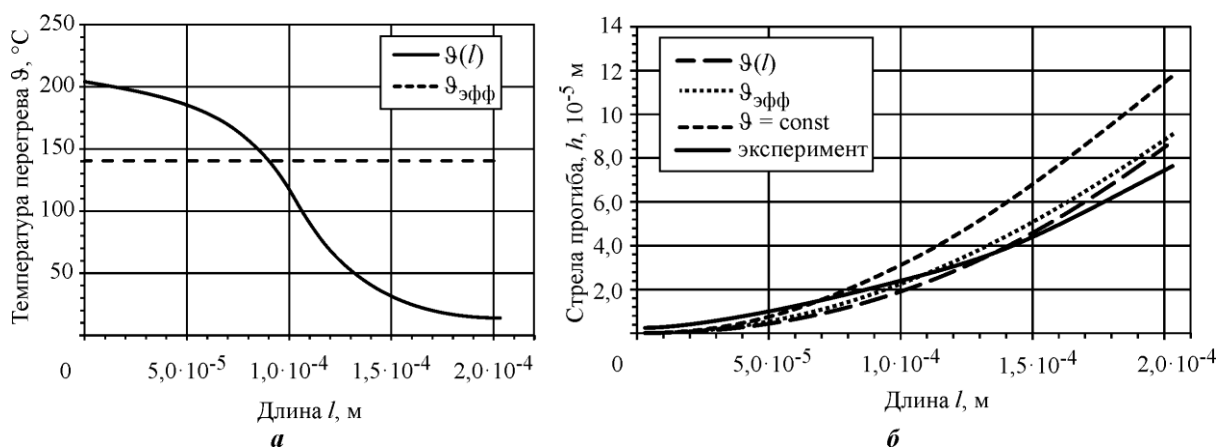 Температура перегрева ϑ, °C
250
200
150
100
50
0
5,0·10⁻⁵
1,0·10⁻⁴
1,5·10⁻⁴
2,0·10⁻⁴
Длина l, м
ϑ(l)
ϑэфф
а
Стрела прогиба, h, 10⁻⁵ м
14
12
10
8,0
6,0
4,0
2,0
0
5,0·10⁻⁵
1,0·10⁻⁴
1,5·10⁻⁴
2,0·10⁻⁴
Длина l, м
ϑ(l)
ϑэфф
ϑ = const
эксперимент
б